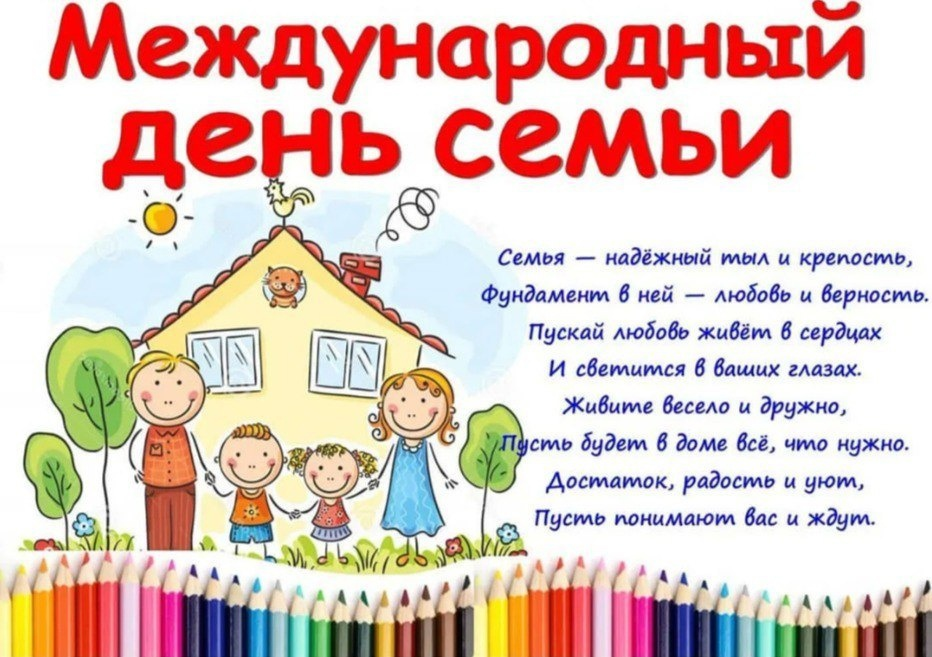 Международный
день семьи
Семья — надёжный тыл и крепость,
Фундамент в ней — любовь и верность.
Пускай любовь живёт в сердцах
И светится в ваших глазах.
Живите весело и дружно,
Пусть будет в доме всё, что нужно.
Достаток, радость и уют,
Пусть понимают вас и ждут.